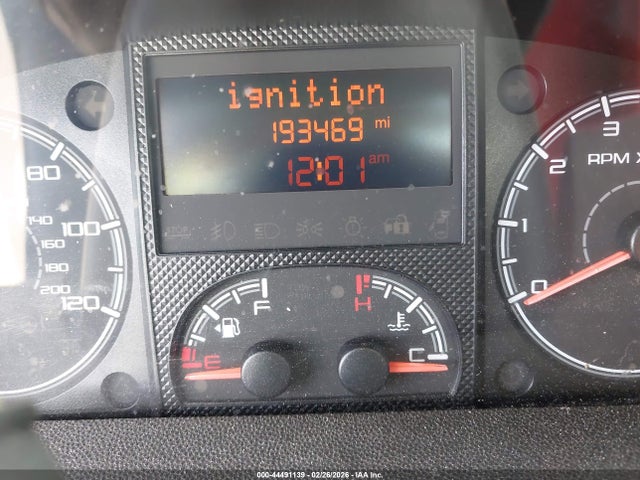 ignition
193469 mi
12:01 am
80
100
120
140
160
180
200
STOP
F
E
H
C
0
1
2
3
RPM X
000-44491139 - 02/26/2026 - IAA Inc.